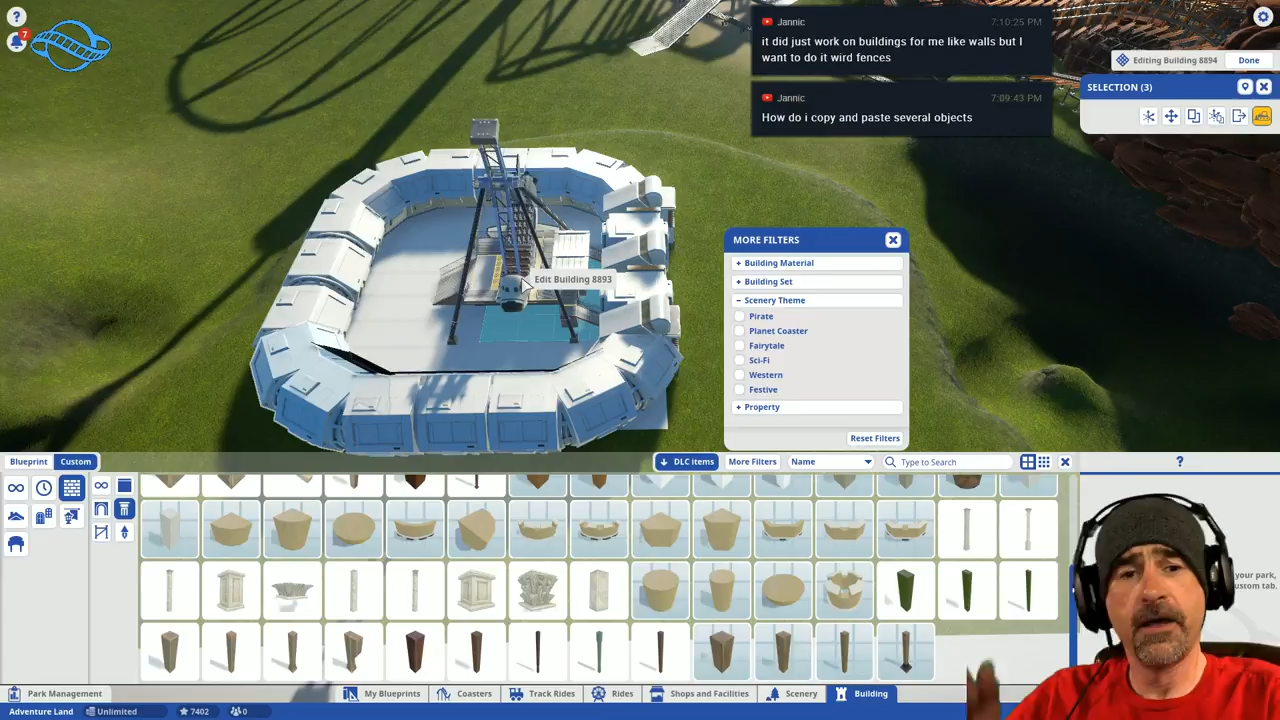 ?
7
Jannic
7:10:25 PM
it did just work on buildings for me like walls but I
want to do it wird fences
Jannic
7:09:43 PM
How do i copy and paste several objects
Editing Building 8894
Done
SELECTION (3)
Edit Building 8893
MORE FILTERS
+ Building Material
+ Building Set
− Scenery Theme
Pirate
Planet Coaster
Fairytale
Sci-Fi
Western
Festive
+ Property
Reset Filters
Blueprint
Custom
DLC items
More Filters
Name
Type to Search
?
your park,
ustom tab.
Park Management
My Blueprints
Coasters
Track Rides
Rides
Shops and Facilities
Scenery
Building
Adventure Land
Unlimited
7402
0